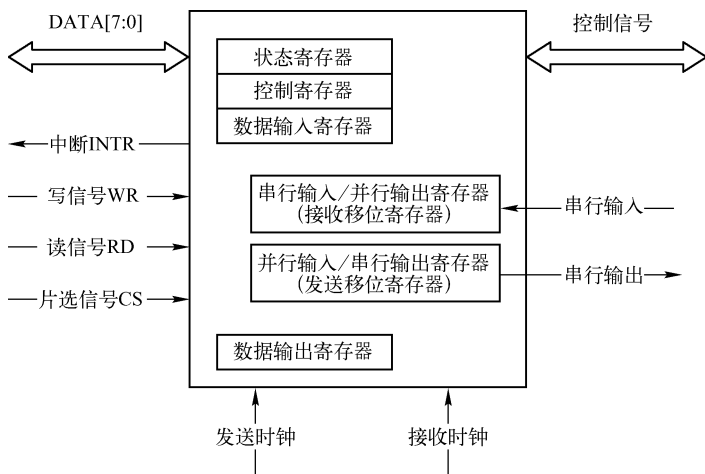 DATA[7:0]
控制信号
状态寄存器
控制寄存器
数据输入寄存器
中断INTR
写信号WR
串行输入/并行输出寄存器
(接收移位寄存器)
串行输入
读信号RD
并行输入/串行输出寄存器
(发送移位寄存器)
串行输出
片选信号CS
数据输出寄存器
发送时钟
接收时钟